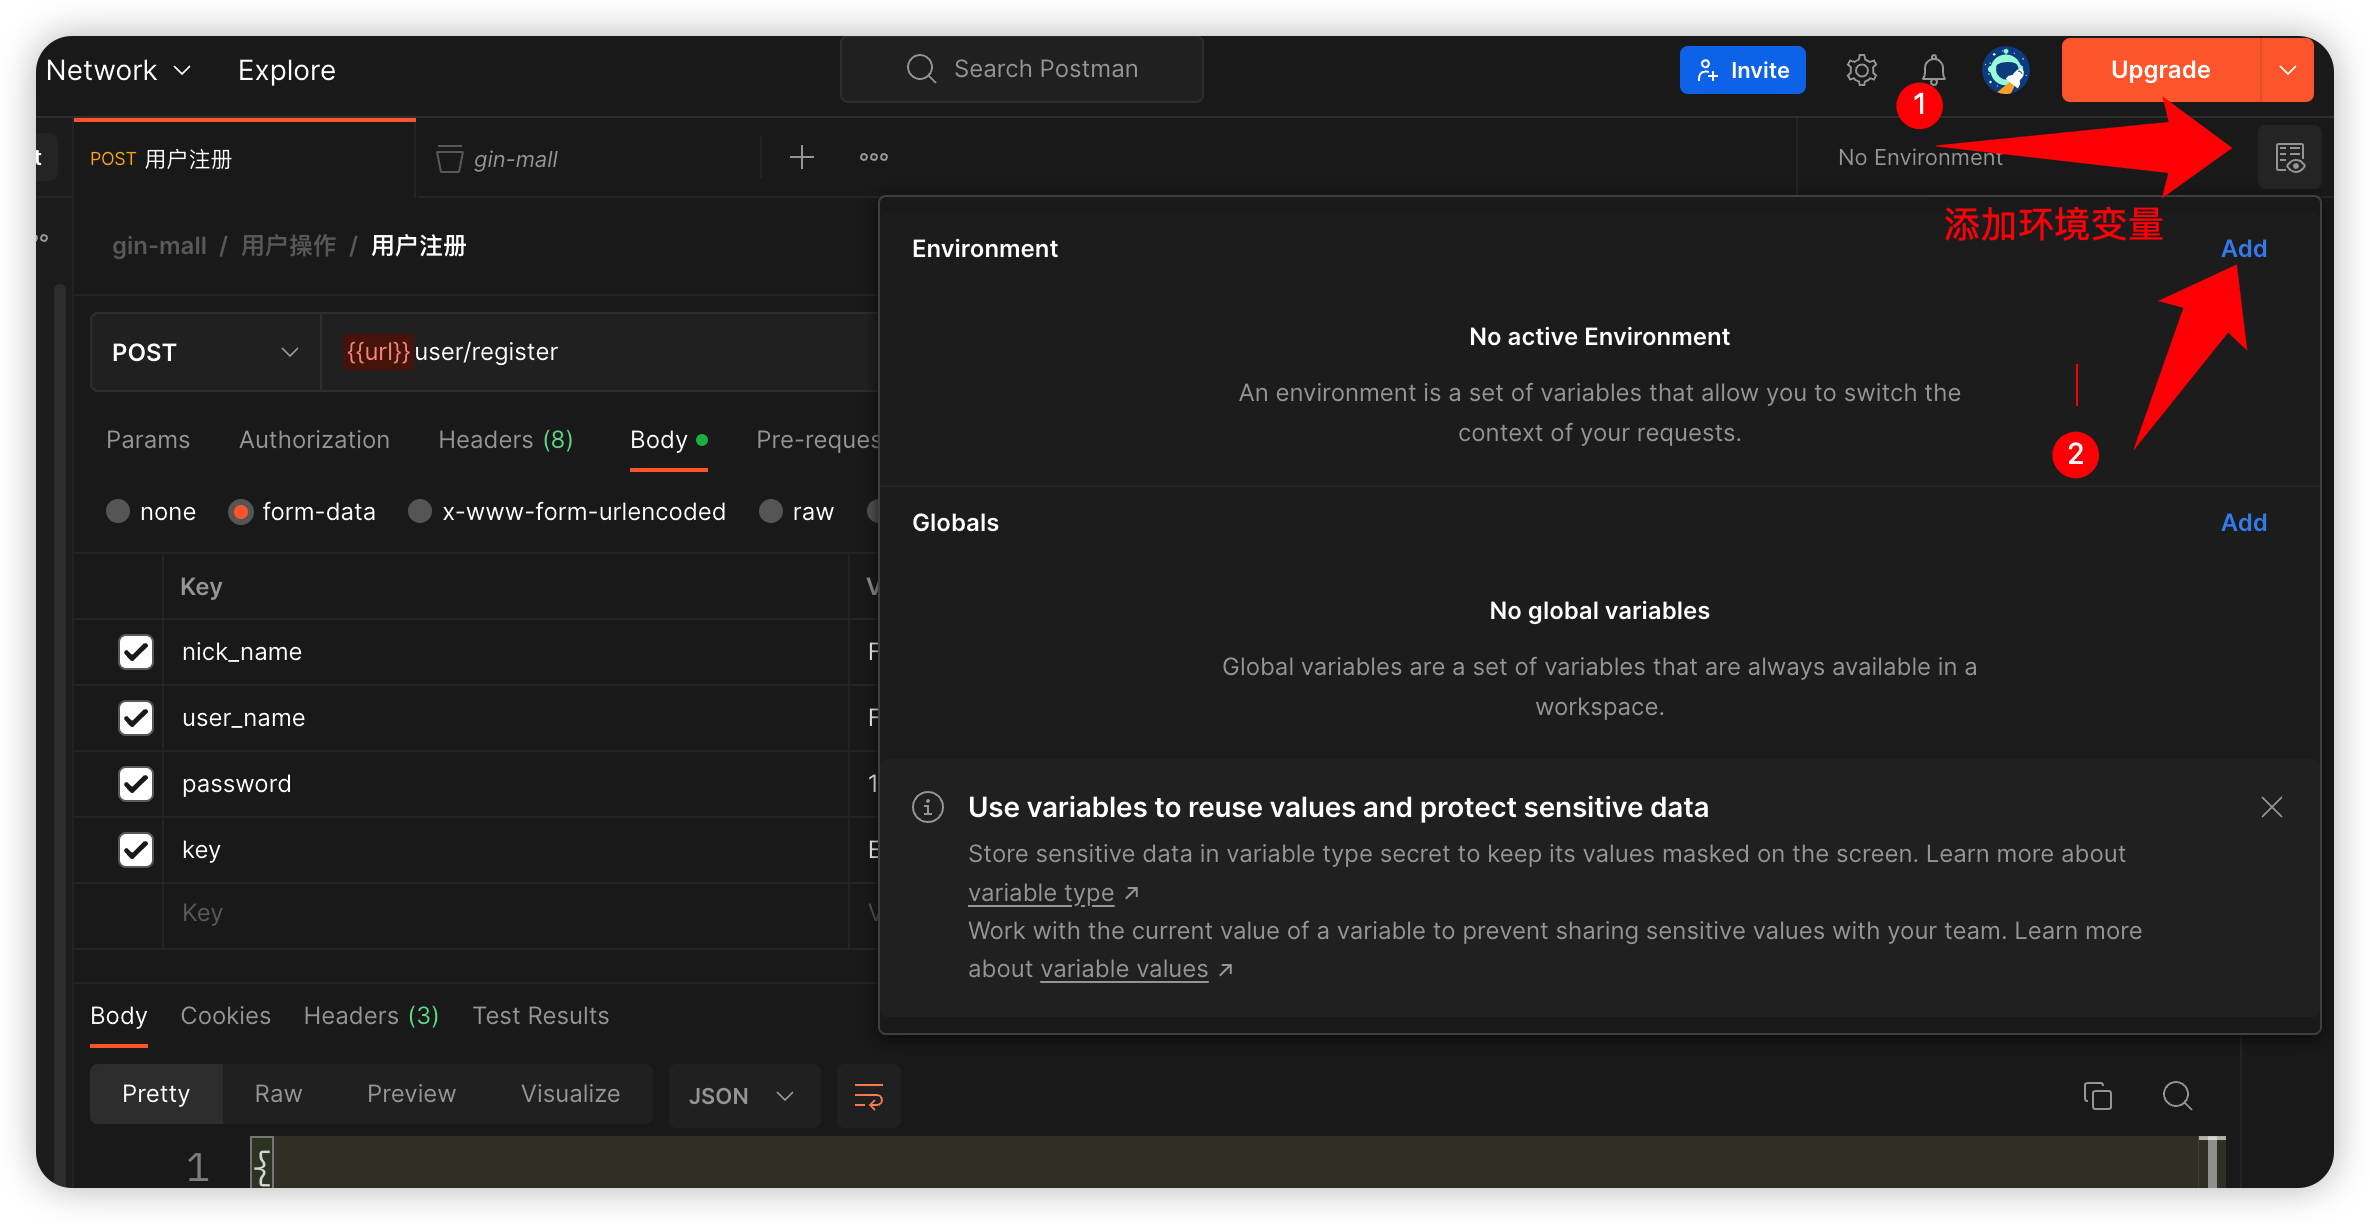 Network
Explore
Search Postman
Invite
Upgrade
1
t
POST 用户注册
gin-mall
No Environment
添加环境变量
gin-mall / 用户操作 / 用户注册
Environment
Add
No active Environment
An environment is a set of variables that allow you to switch the
context of your requests.
2
POST
{{url}}user/register
Params
Authorization
Headers (8)
Body
Pre-reques
none
form-data
x-www-form-urlencoded
raw
Globals
Add
No global variables
Global variables are a set of variables that are always available in a
workspace.
Key
nick_name
user_name
password
1
key
Key
Use variables to reuse values and protect sensitive data
Store sensitive data in variable type secret to keep its values masked on the screen. Learn more about
variable type ↗
Work with the current value of a variable to prevent sharing sensitive values with your team. Learn more
about variable values ↗
Body
Cookies
Headers (3)
Test Results
Pretty
Raw
Preview
Visualize
JSON
1
{